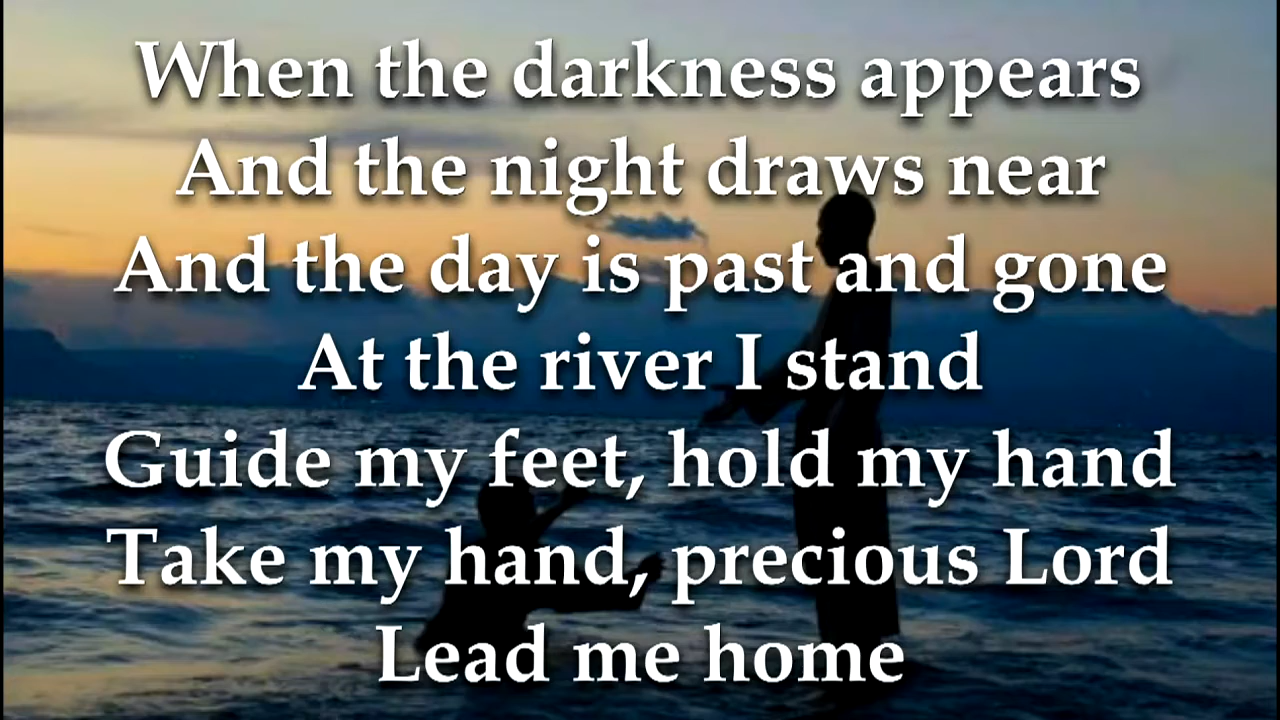 When the darkness appears
And the night draws near
And the day is past and gone
At the river I stand
Guide my feet, hold my hand
Take my hand, precious Lord
Lead me home